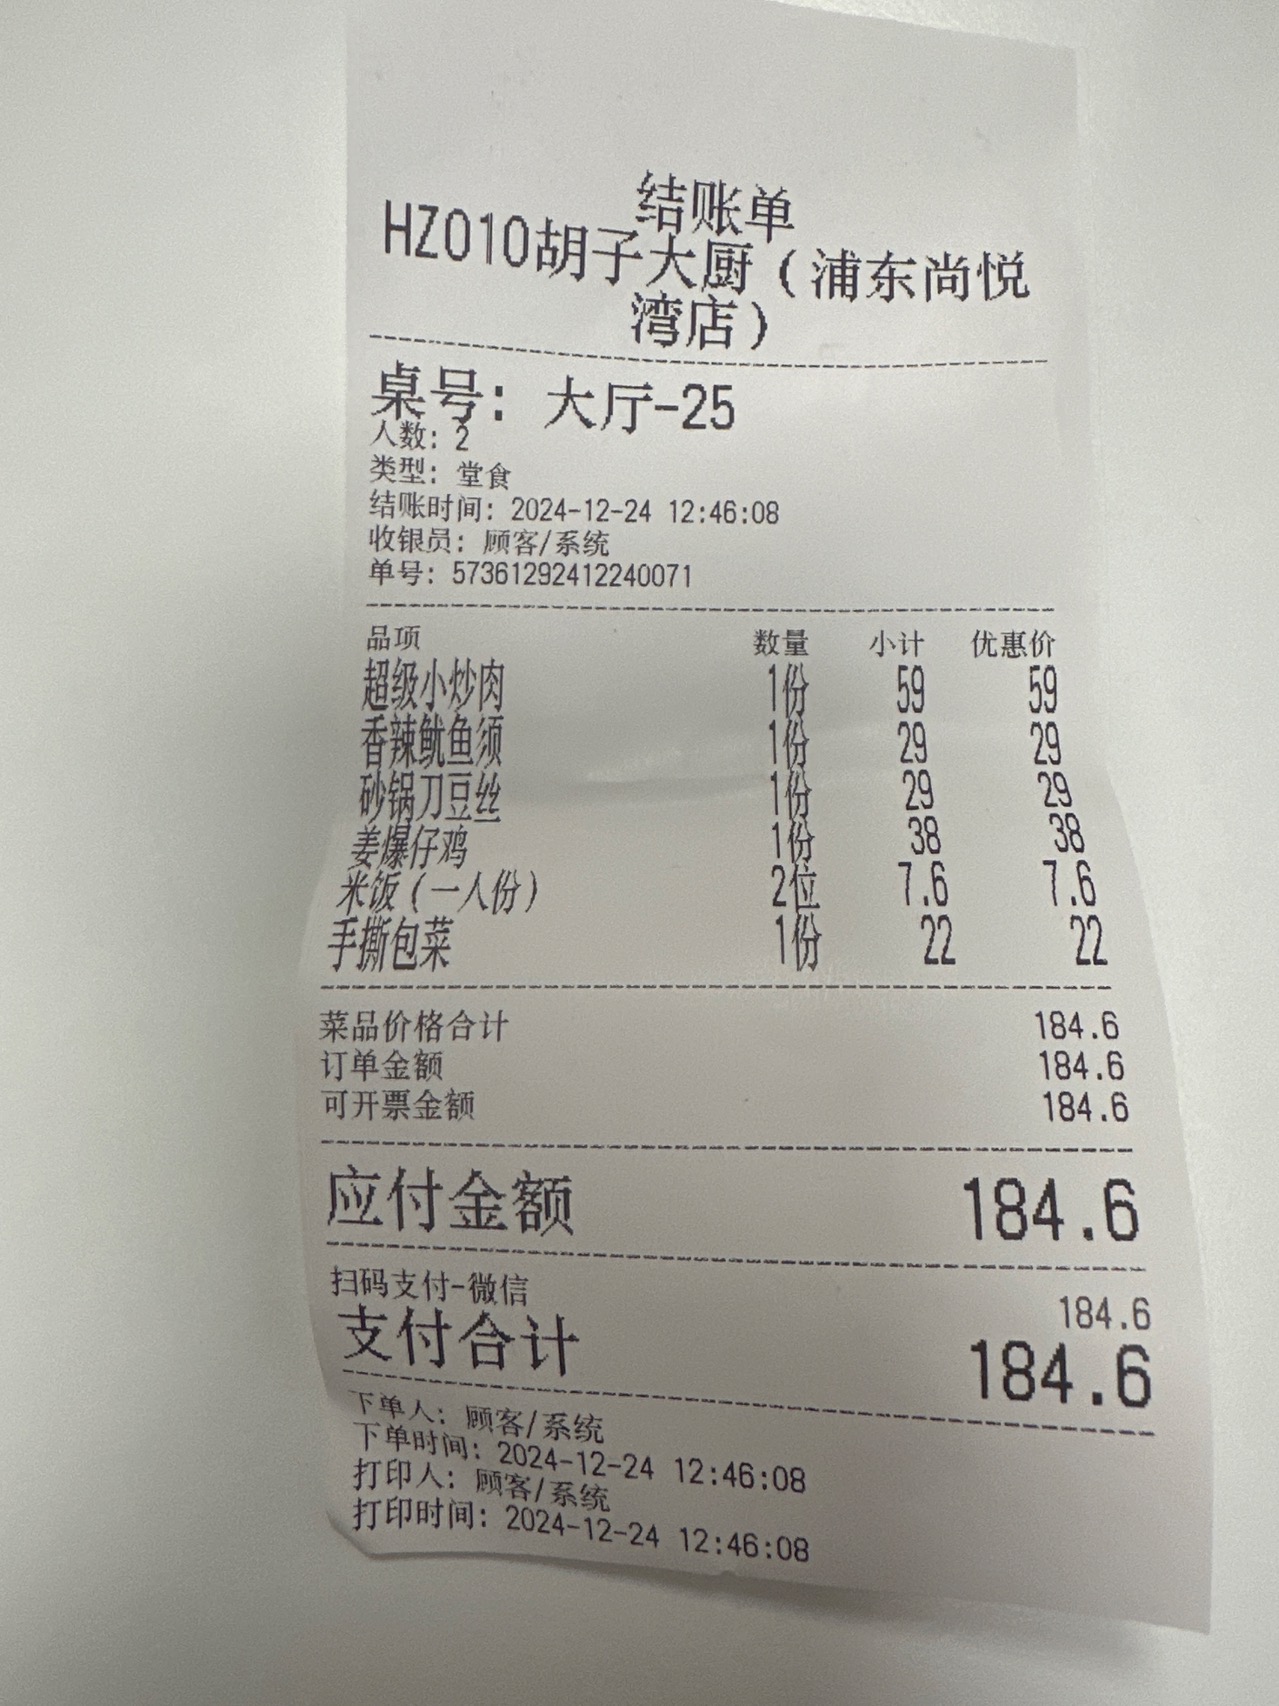 结账单
HZ010胡子大厨（浦东尚悦
湾店）
桌号：大厅-25
人数：2
类型：堂食
结账时间：2024-12-24 12:46:08
收银员：顾客/系统
单号：57361292412240071
品项 数量 小计 优惠价
超级小炒肉 1份 59 59
香辣鱿鱼须 1份 29 29
砂锅刀豆丝 1份 29 29
姜爆仔鸡 1份 38 38
米饭（一人份） 2位 7.6 7.6
手撕包菜 1份 22 22
菜品价格合计 184.6
订单金额 184.6
可开票金额 184.6
应付金额 184.6
扫码支付-微信 184.6
支付合计 184.6
下单人：顾客/系统
下单时间：2024-12-24 12:46:08
打印人：顾客/系统
打印时间：2024-12-24 12:46:08